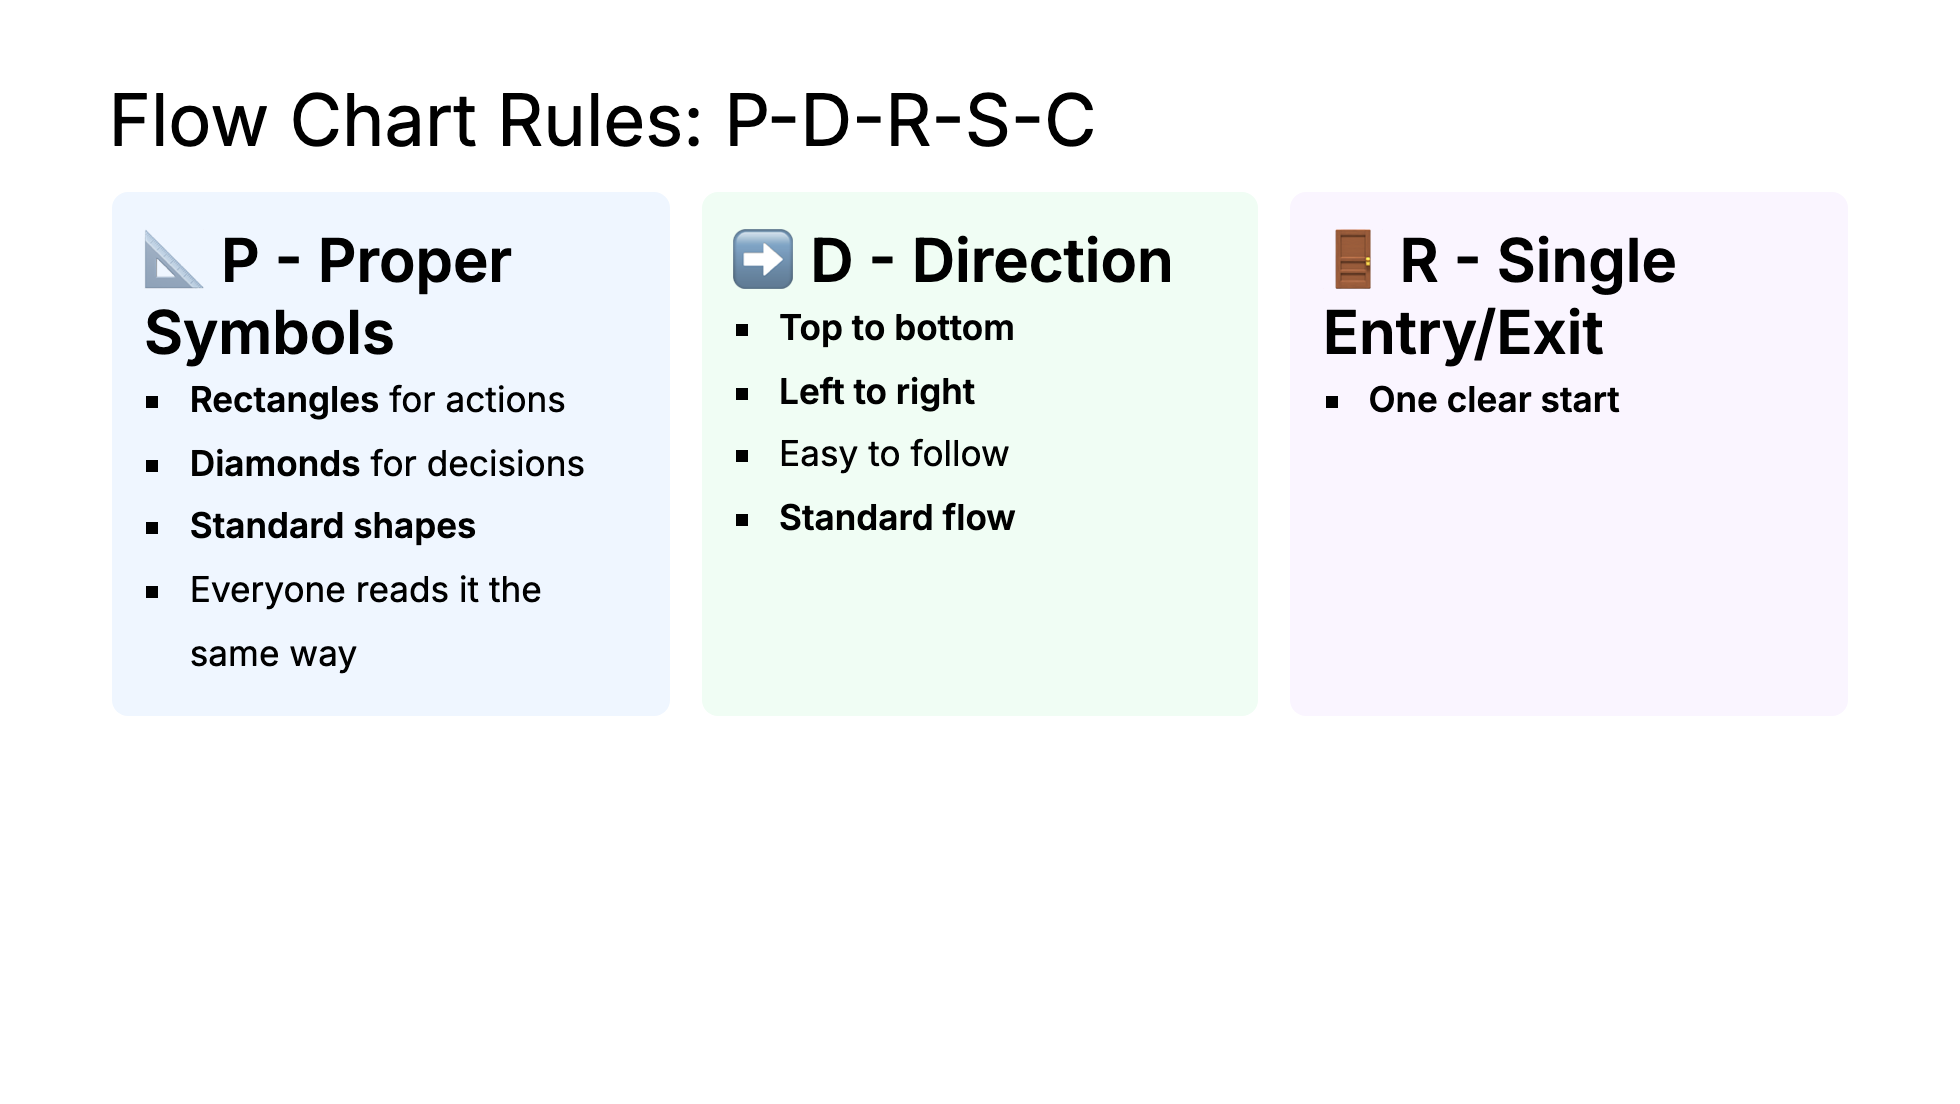 Flow Chart Rules: P-D-R-S-C
P - Proper
Symbols
▪ Rectangles for actions
▪ Diamonds for decisions
▪ Standard shapes
▪ Everyone reads it the
same way
D - Direction
▪ Top to bottom
▪ Left to right
▪ Easy to follow
▪ Standard flow
R - Single
Entry/Exit
▪ One clear start